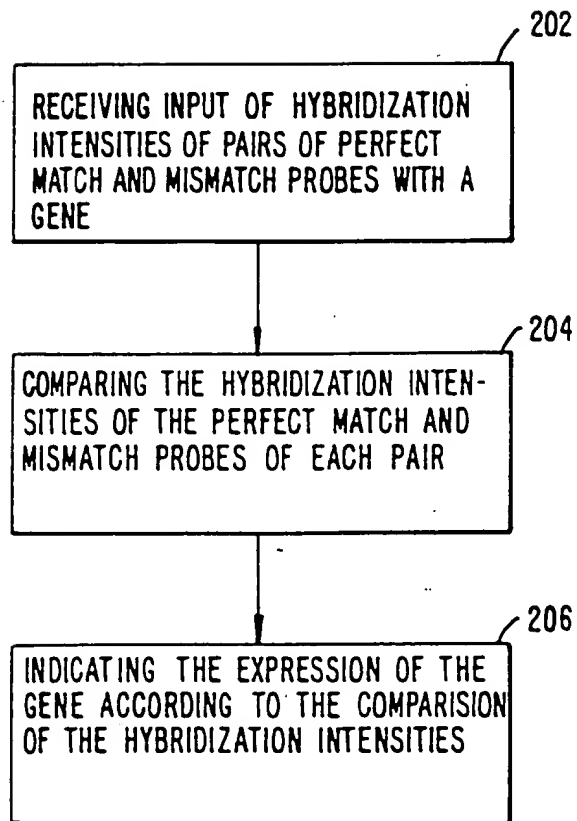 202
RECEIVING INPUT OF HYBRIDIZATION
INTENSITIES OF PAIRS OF PERFECT
MATCH AND MISMATCH PROBES WITH A
GENE
204
COMPARING THE HYBRIDIZATION INTEN-
SITIES OF THE PERFECT MATCH AND
MISMATCH PROBES OF EACH PAIR
206
INDICATING THE EXPRESSION OF THE
GENE ACCORDING TO THE COMPARISION
OF THE HYBRIDIZATION INTENSITIES